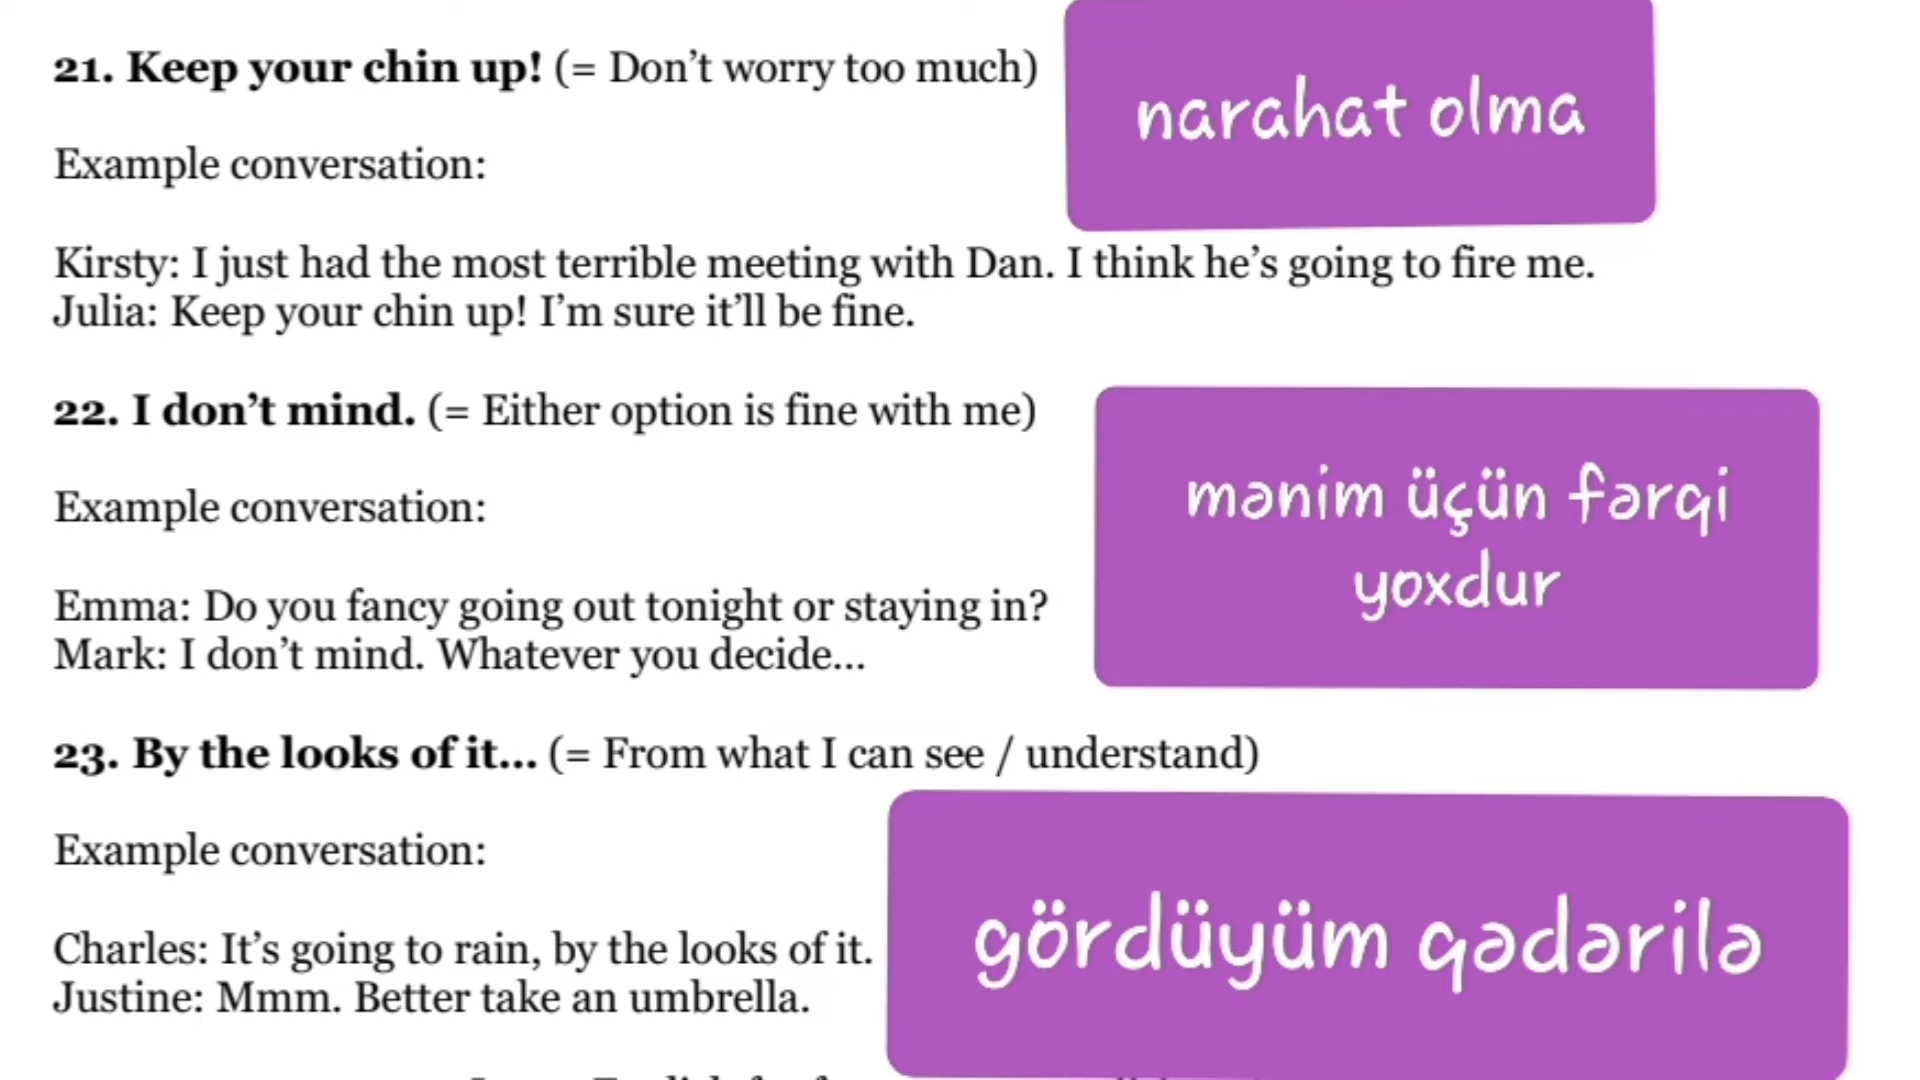 21. Keep your chin up! (= Don’t worry too much)
narahat olma
Example conversation:
Kirsty: I just had the most terrible meeting with Dan. I think he’s going to fire me.
Julia: Keep your chin up! I’m sure it’ll be fine.
22. I don’t mind. (= Either option is fine with me)
mənim üçün fərqi
yoxdur
Example conversation:
Emma: Do you fancy going out tonight or staying in?
Mark: I don’t mind. Whatever you decide...
23. By the looks of it... (= From what I can see / understand)
gördüyüm qədərilə
Example conversation:
Charles: It’s going to rain, by the looks of it.
Justine: Mmm. Better take an umbrella.